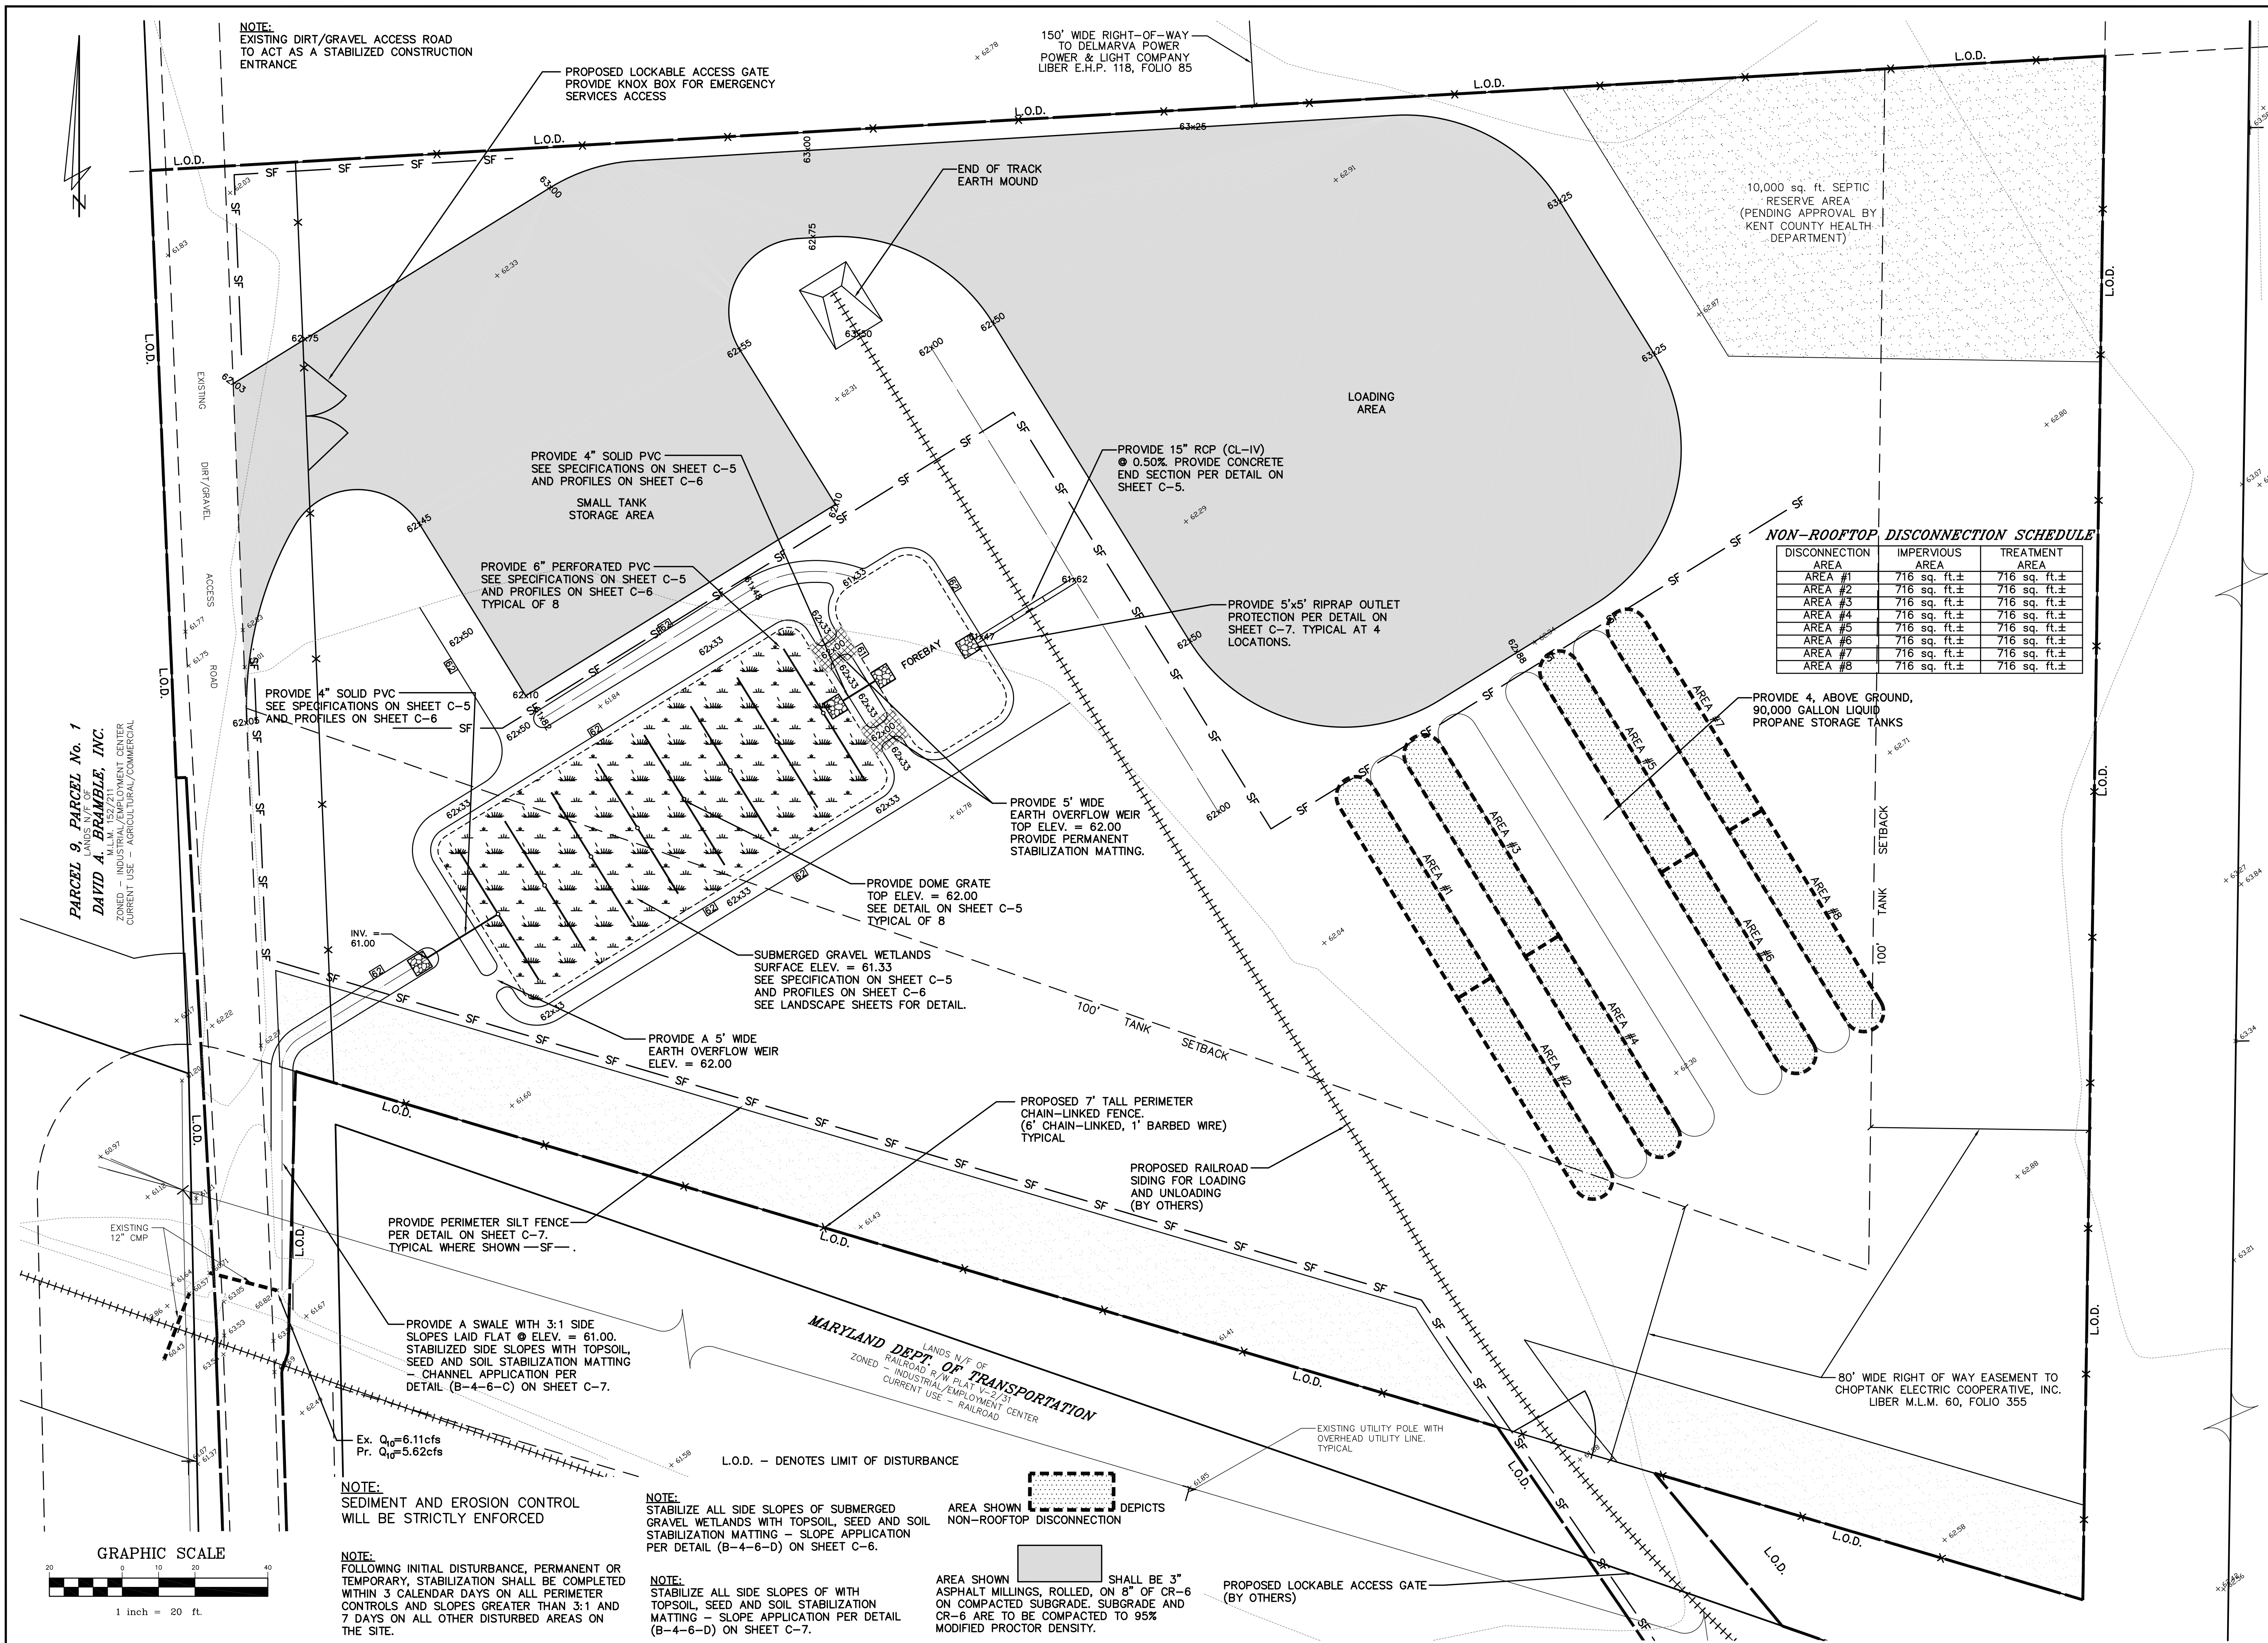 NOTE:
EXISTING DIRT/GRAVEL ACCESS ROAD
TO ACT AS A STABILIZED CONSTRUCTION
ENTRANCE
PROPOSED LOCKABLE ACCESS GATE
PROVIDE KNOX BOX FOR EMERGENCY
SERVICES ACCESS
150' WIDE RIGHT-OF-WAY
TO DELMARVA POWER
POWER & LIGHT COMPANY
LIBER E.H.P. 118, FOLIO 85
END OF TRACK
EARTH MOUND
10,000 sq. ft. SEPTIC
RESERVE AREA
(PENDING APPROVAL BY
KENT COUNTY HEALTH
DEPARTMENT)
LOADING
AREA
PROVIDE 4" SOLID PVC
SEE SPECIFICATIONS ON SHEET C-5
AND PROFILES ON SHEET C-6
SMALL TANK
STORAGE AREA
PROVIDE 15" RCP (CL-IV)
@ 0.50%. PROVIDE CONCRETE
END SECTION PER DETAIL ON
SHEET C-5.
PROVIDE 6" PERFORATED PVC
SEE SPECIFICATIONS ON SHEET C-5
AND PROFILES ON SHEET C-6
TYPICAL OF 8
PROVIDE 5'x5' RIPRAP OUTLET
PROTECTION PER DETAIL ON
SHEET C-7. TYPICAL AT 4
LOCATIONS.
FOREBAY
NON-ROOFTOP DISCONNECTION SCHEDULE
DISCONNECTION AREA IMPERVIOUS AREA TREATMENT AREA
AREA #1 716 sq. ft.± 716 sq. ft.±
AREA #2 716 sq. ft.± 716 sq. ft.±
AREA #3 716 sq. ft.± 716 sq. ft.±
AREA #4 716 sq. ft.± 716 sq. ft.±
AREA #5 716 sq. ft.± 716 sq. ft.±
AREA #6 716 sq. ft.± 716 sq. ft.±
AREA #7 716 sq. ft.± 716 sq. ft.±
AREA #8 716 sq. ft.± 716 sq. ft.±
PROVIDE 4" SOLID PVC
SEE SPECIFICATIONS ON SHEET C-5
AND PROFILES ON SHEET C-6
PROVIDE 4, ABOVE GROUND,
90,000 GALLON LIQUID
PROPANE STORAGE TANKS
EXISTING DIRT/GRAVEL ACCESS ROAD
PARCEL 9, PARCEL No. 1
LANDS N/F OF
DAVID A. BRAMBLE, INC.
M.L.M. 152/211
ZONED - INDUSTRIAL/EMPLOYMENT CENTER
CURRENT USE - AGRICULTURAL/COMMERCIAL
PROVIDE 5' WIDE
EARTH OVERFLOW WEIR
TOP ELEV. = 62.00
PROVIDE PERMANENT
STABILIZATION MATTING.
PROVIDE DOME GRATE
TOP ELEV. = 62.00
SEE DETAIL ON SHEET C-5
TYPICAL OF 8
INV. =
61.00
SUBMERGED GRAVEL WETLANDS
SURFACE ELEV. = 61.33
SEE SPECIFICATION ON SHEET C-5
AND PROFILES ON SHEET C-6
SEE LANDSCAPE SHEETS FOR DETAIL.
PROVIDE A 5' WIDE
EARTH OVERFLOW WEIR
ELEV. = 62.00
100' TANK SETBACK
100' TANK SETBACK
AREA #1
AREA #2
AREA #3
AREA #4
AREA #5
AREA #6
AREA #7
AREA #8
PROPOSED 7' TALL PERIMETER
CHAIN-LINKED FENCE.
(6' CHAIN-LINKED, 1' BARBED WIRE)
TYPICAL
PROPOSED RAILROAD
SIDING FOR LOADING
AND UNLOADING
(BY OTHERS)
PROVIDE PERIMETER SILT FENCE
PER DETAIL ON SHEET C-7.
TYPICAL WHERE SHOWN —SF— .
EXISTING
12" CMP
PROVIDE A SWALE WITH 3:1 SIDE
SLOPES LAID FLAT @ ELEV. = 61.00.
STABILIZED SIDE SLOPES WITH TOPSOIL,
SEED AND SOIL STABILIZATION MATTING
- CHANNEL APPLICATION PER
DETAIL (B-4-6-C) ON SHEET C-7.
Ex. Q10=6.11cfs
Pr. Q10=5.62cfs
LANDS N/F OF
MARYLAND DEPT. OF TRANSPORTATION
RAILROAD R/W PLAT V-2/31
ZONED - INDUSTRIAL/EMPLOYMENT CENTER
CURRENT USE - RAILROAD
80' WIDE RIGHT OF WAY EASEMENT TO
CHOPTANK ELECTRIC COOPERATIVE, INC.
LIBER M.L.M. 60, FOLIO 355
EXISTING UTILITY POLE WITH
OVERHEAD UTILITY LINE.
TYPICAL
L.O.D. - DENOTES LIMIT OF DISTURBANCE
NOTE:
SEDIMENT AND EROSION CONTROL
WILL BE STRICTLY ENFORCED
NOTE:
FOLLOWING INITIAL DISTURBANCE, PERMANENT OR
TEMPORARY, STABILIZATION SHALL BE COMPLETED
WITHIN 3 CALENDAR DAYS ON ALL PERIMETER
CONTROLS AND SLOPES GREATER THAN 3:1 AND
7 DAYS ON ALL OTHER DISTURBED AREAS ON
THE SITE.
NOTE:
STABILIZE ALL SIDE SLOPES OF SUBMERGED
GRAVEL WETLANDS WITH TOPSOIL, SEED AND SOIL
STABILIZATION MATTING - SLOPE APPLICATION
PER DETAIL (B-4-6-D) ON SHEET C-6.
NOTE:
STABILIZE ALL SIDE SLOPES OF WITH
TOPSOIL, SEED AND SOIL STABILIZATION
MATTING - SLOPE APPLICATION PER DETAIL
(B-4-6-D) ON SHEET C-7.
AREA SHOWN DEPICTS
NON-ROOFTOP DISCONNECTION
AREA SHOWN SHALL BE 3"
ASPHALT MILLINGS, ROLLED, ON 8" OF CR-6
ON COMPACTED SUBGRADE. SUBGRADE AND
CR-6 ARE TO BE COMPACTED TO 95%
MODIFIED PROCTOR DENSITY.
PROPOSED LOCKABLE ACCESS GATE
(BY OTHERS)
GRAPHIC SCALE
20 0 10 20 40
1 inch = 20 ft.